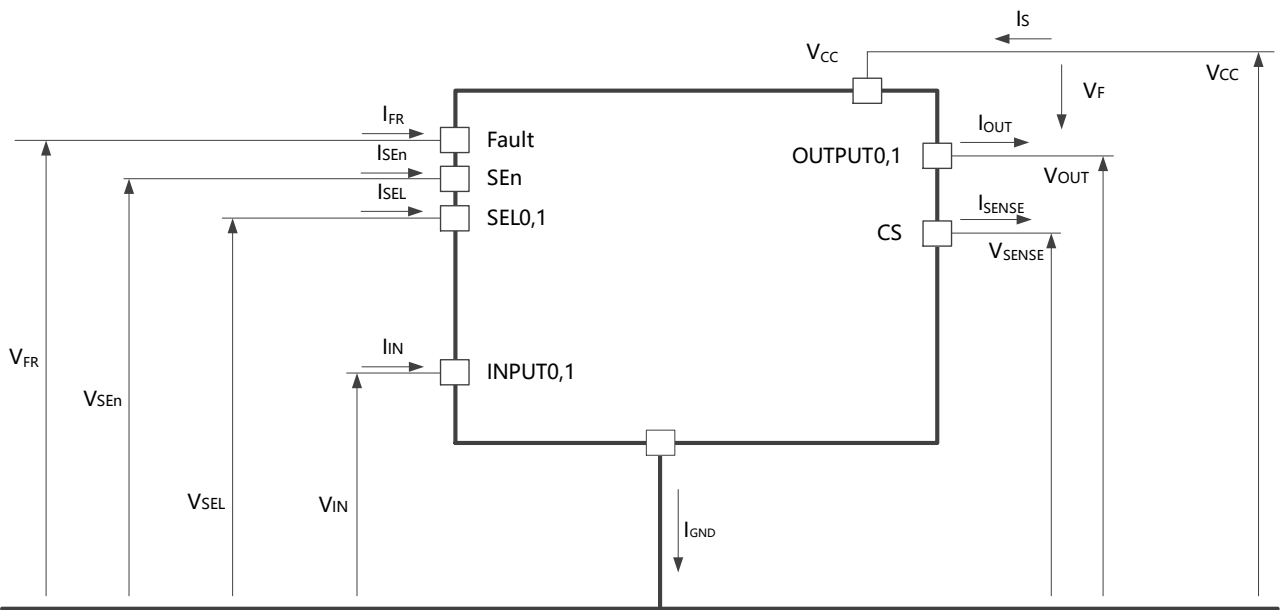 IS
VCC
VCC
VF
IFR
Fault
IOUT
ISEn
OUTPUT0,1
SEn
VOUT
ISEL
ISENSE
SEL0,1
CS
VSENSE
IIN
VFR
INPUT0,1
VSEn
VSEL
VIN
IGND